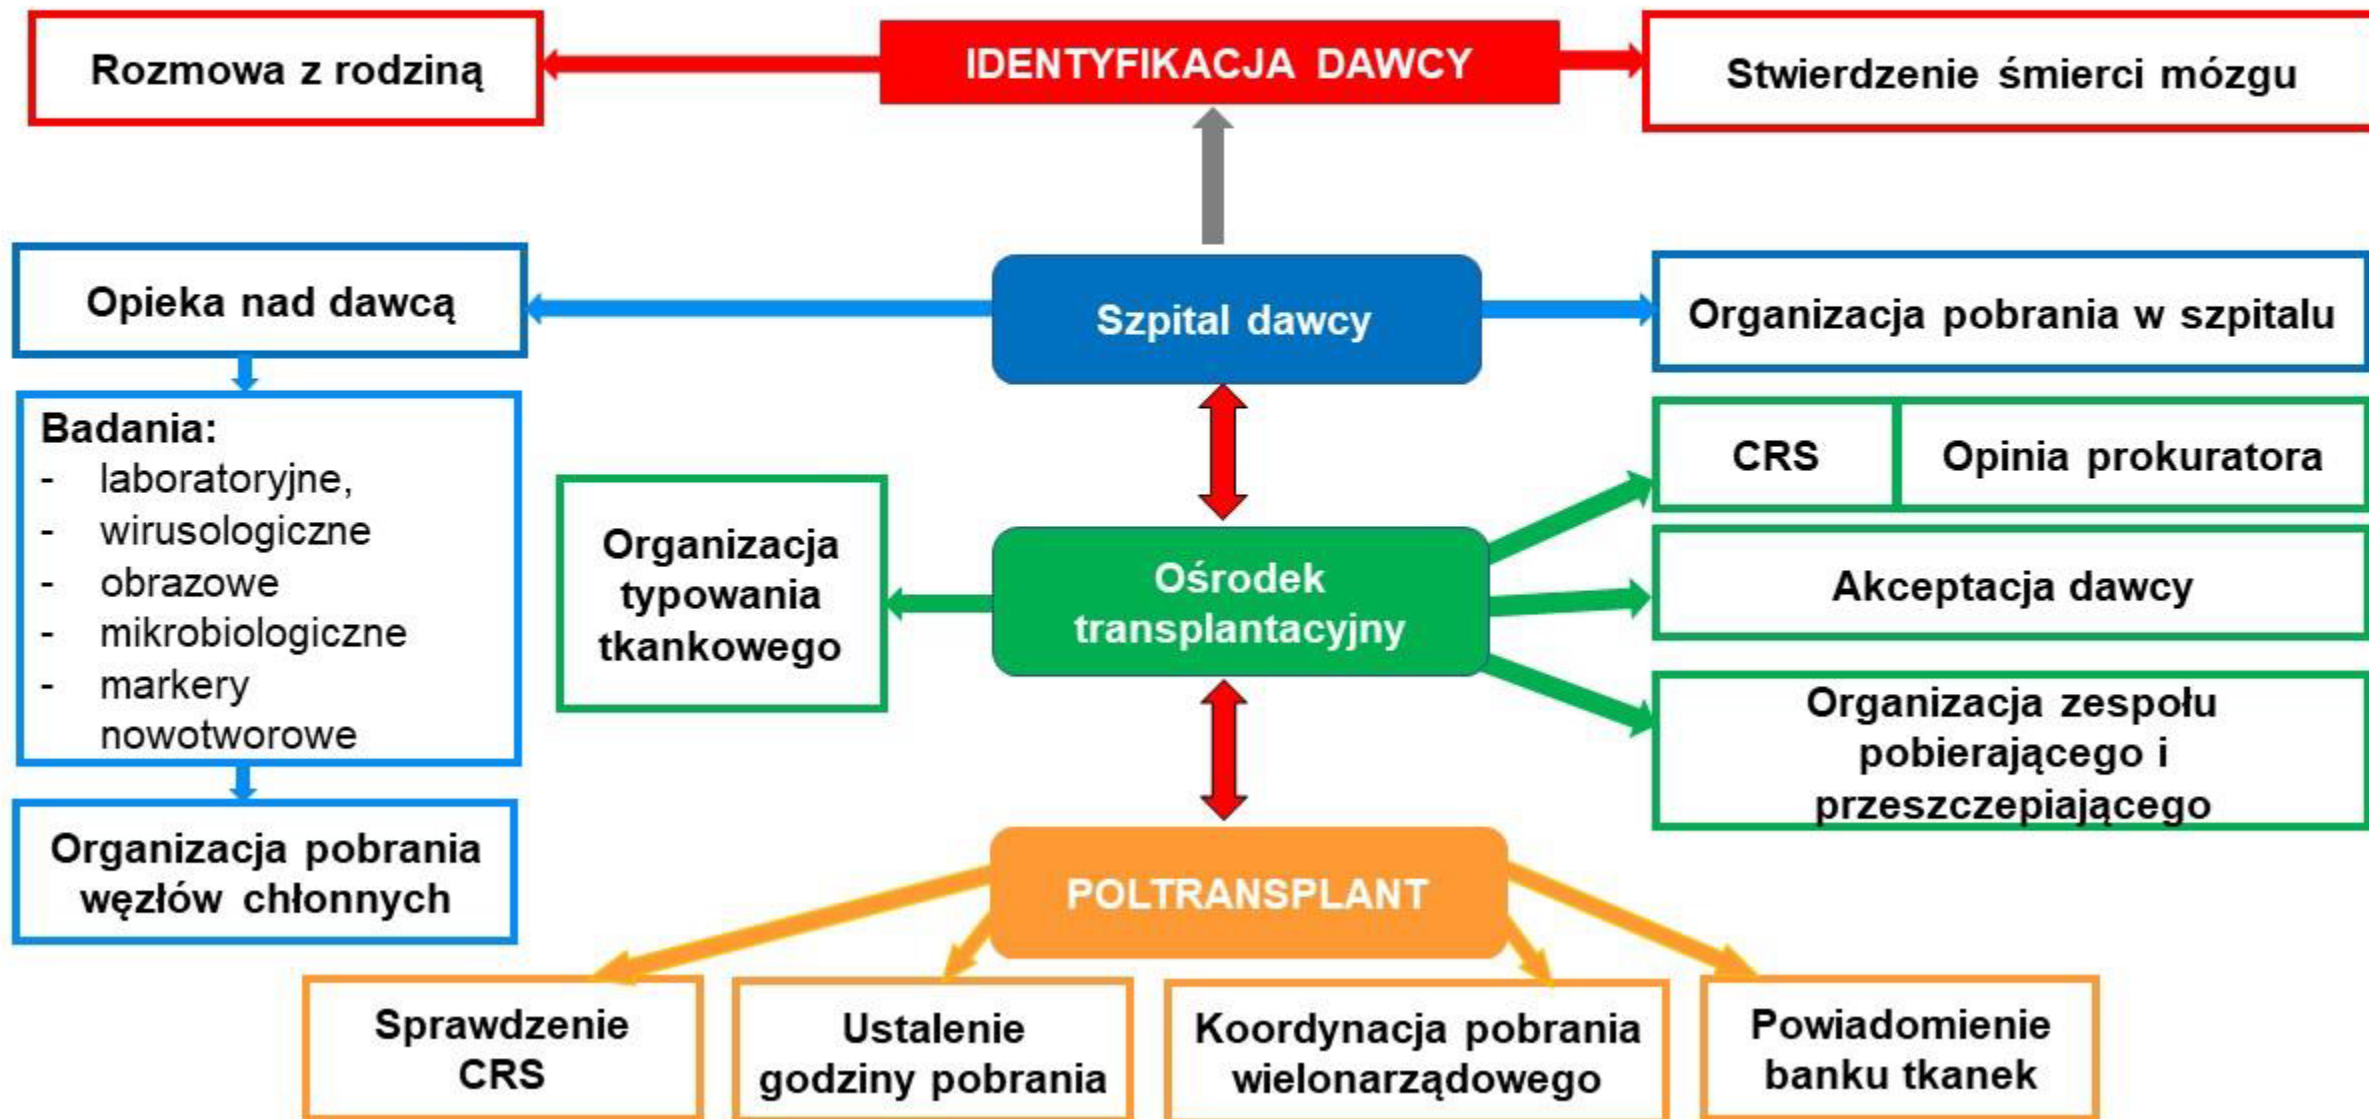 Rozmowa z rodziną
IDENTYFIKACJA DAWCY
Stwierdzenie śmierci mózgu
Opieka nad dawcą
Szpital dawcy
Organizacja pobrania w szpitalu
Badania:
- laboratoryjne,
- wirusologiczne
- obrazowe
- mikrobiologiczne
- markery
nowotworowe
Organizacja pobrania
węzłów chłonnych
Organizacja
typowania
tkankowego
Ośrodek
transplantacyjny
CRS
Opinia prokuratora
Akceptacja dawcy
Organizacja zespołu
pobierającego i
przeszczepiającego
POLTRANSPLANT
Sprawdzenie
CRS
Ustalenie
godziny pobrania
Koordynacja pobrania
wielonarządowego
Powiadomienie
banku tkanek